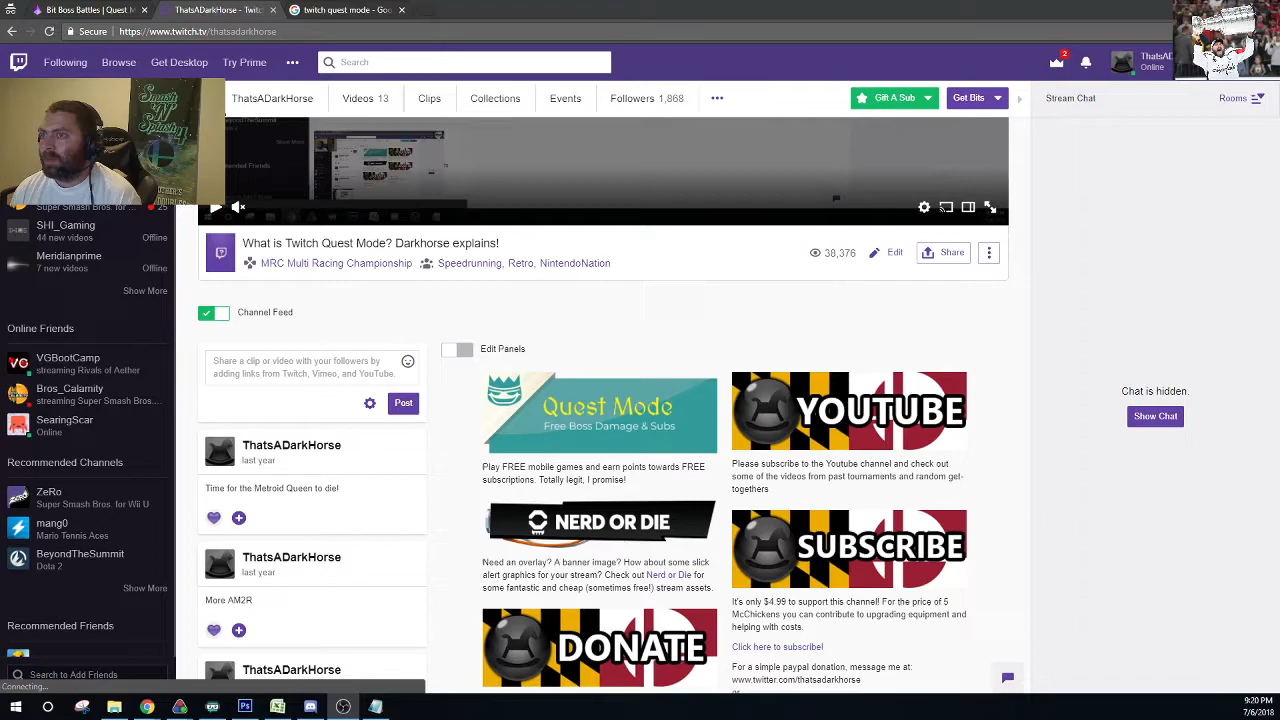 Bit Boss Battles | Quest M
ThatsADarkHorse - Twitc
twitch quest mode - Goo
Secure | https://www.twitch.tv/thatsadarkhorse
Following Browse Get Desktop Try Prime
Search
2
ThatsA
Online
Smash 'N Splash
ThatsADarkHorse Videos 13 Clips Collections Events Followers 1,868
Gift A Sub Get Bits
Stream Chat Rooms
Super Smash Bros. for ... 25
SHI_Gaming
44 new videos Offline
Meridianprime
7 new videos Offline
Show More
Online Friends
VGBootCamp
streaming Rivals of Aether
Bros_Calamity
streaming Super Smash Bros....
SearingScar
Online
Recommended Channels
ZeRo
Super Smash Bros. for Wii U
mang0
Mario Tennis Aces
BeyondTheSummit
Dota 2
Show More
Recommended Friends
Search to Add Friends
Connecting...
What is Twitch Quest Mode? Darkhorse explains!
MRC Multi Racing Championship Speedrunning, Retro, NintendoNation
38,376 Edit Share
Channel Feed
Share a clip or video with your followers by
adding links from Twitch, Vimeo, and YouTube.
Post
ThatsADarkHorse
last year
Time for the Metroid Queen to die!
ThatsADarkHorse
last year
More AM2R
ThatsADarkHorse
Edit Panels
Quest Mode
Free Boss Damage & Subs
Play FREE mobile games and earn points towards FREE
subscriptions. Totally legit, I promise!
NERD OR DIE
Need an overlay? A banner image? How about some slick
alert graphics for your stream? Check out Nerd or Die for
some fantastic and cheap (sometimes free!) stream assets.
DONATE
YOUTUBE
Please subscribe to the Youtube channel and check out
some of the videos from past tournaments and random get-
togethers
SUBSCRIBE
It's only $4.99 to support this channel! For the price of 5
McChickens you can contribute to upgrading equipment and
helping with costs.
Click here to subscribe!
For a simple paypal donation, message me at:
www.twitter.com/thatsadarkhorse
or
Chat is hidden.
Show Chat
9:20 PM
7/6/2018